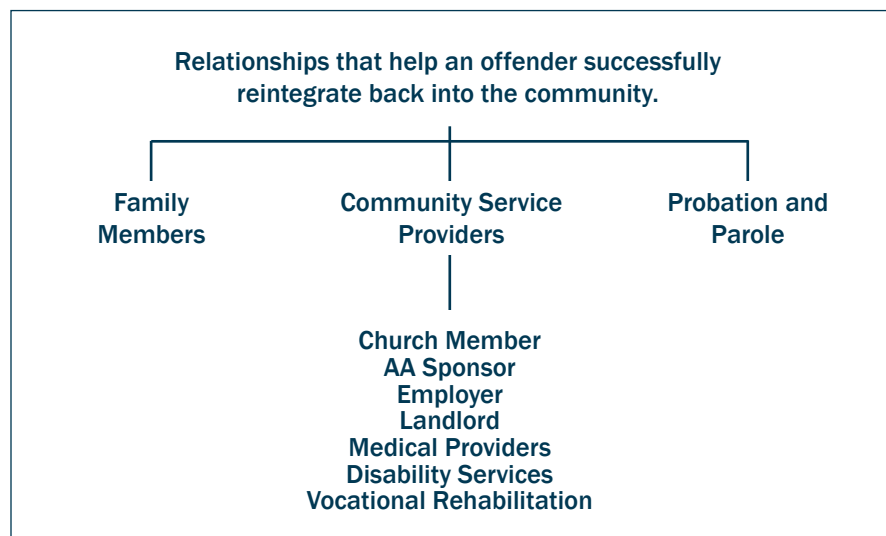 Relationships that help an offender successfully
reintegrate back into the community.
Family
Members
Community Service
Providers
Probation and
Parole
Church Member
AA Sponsor
Employer
Landlord
Medical Providers
Disability Services
Vocational Rehabilitation